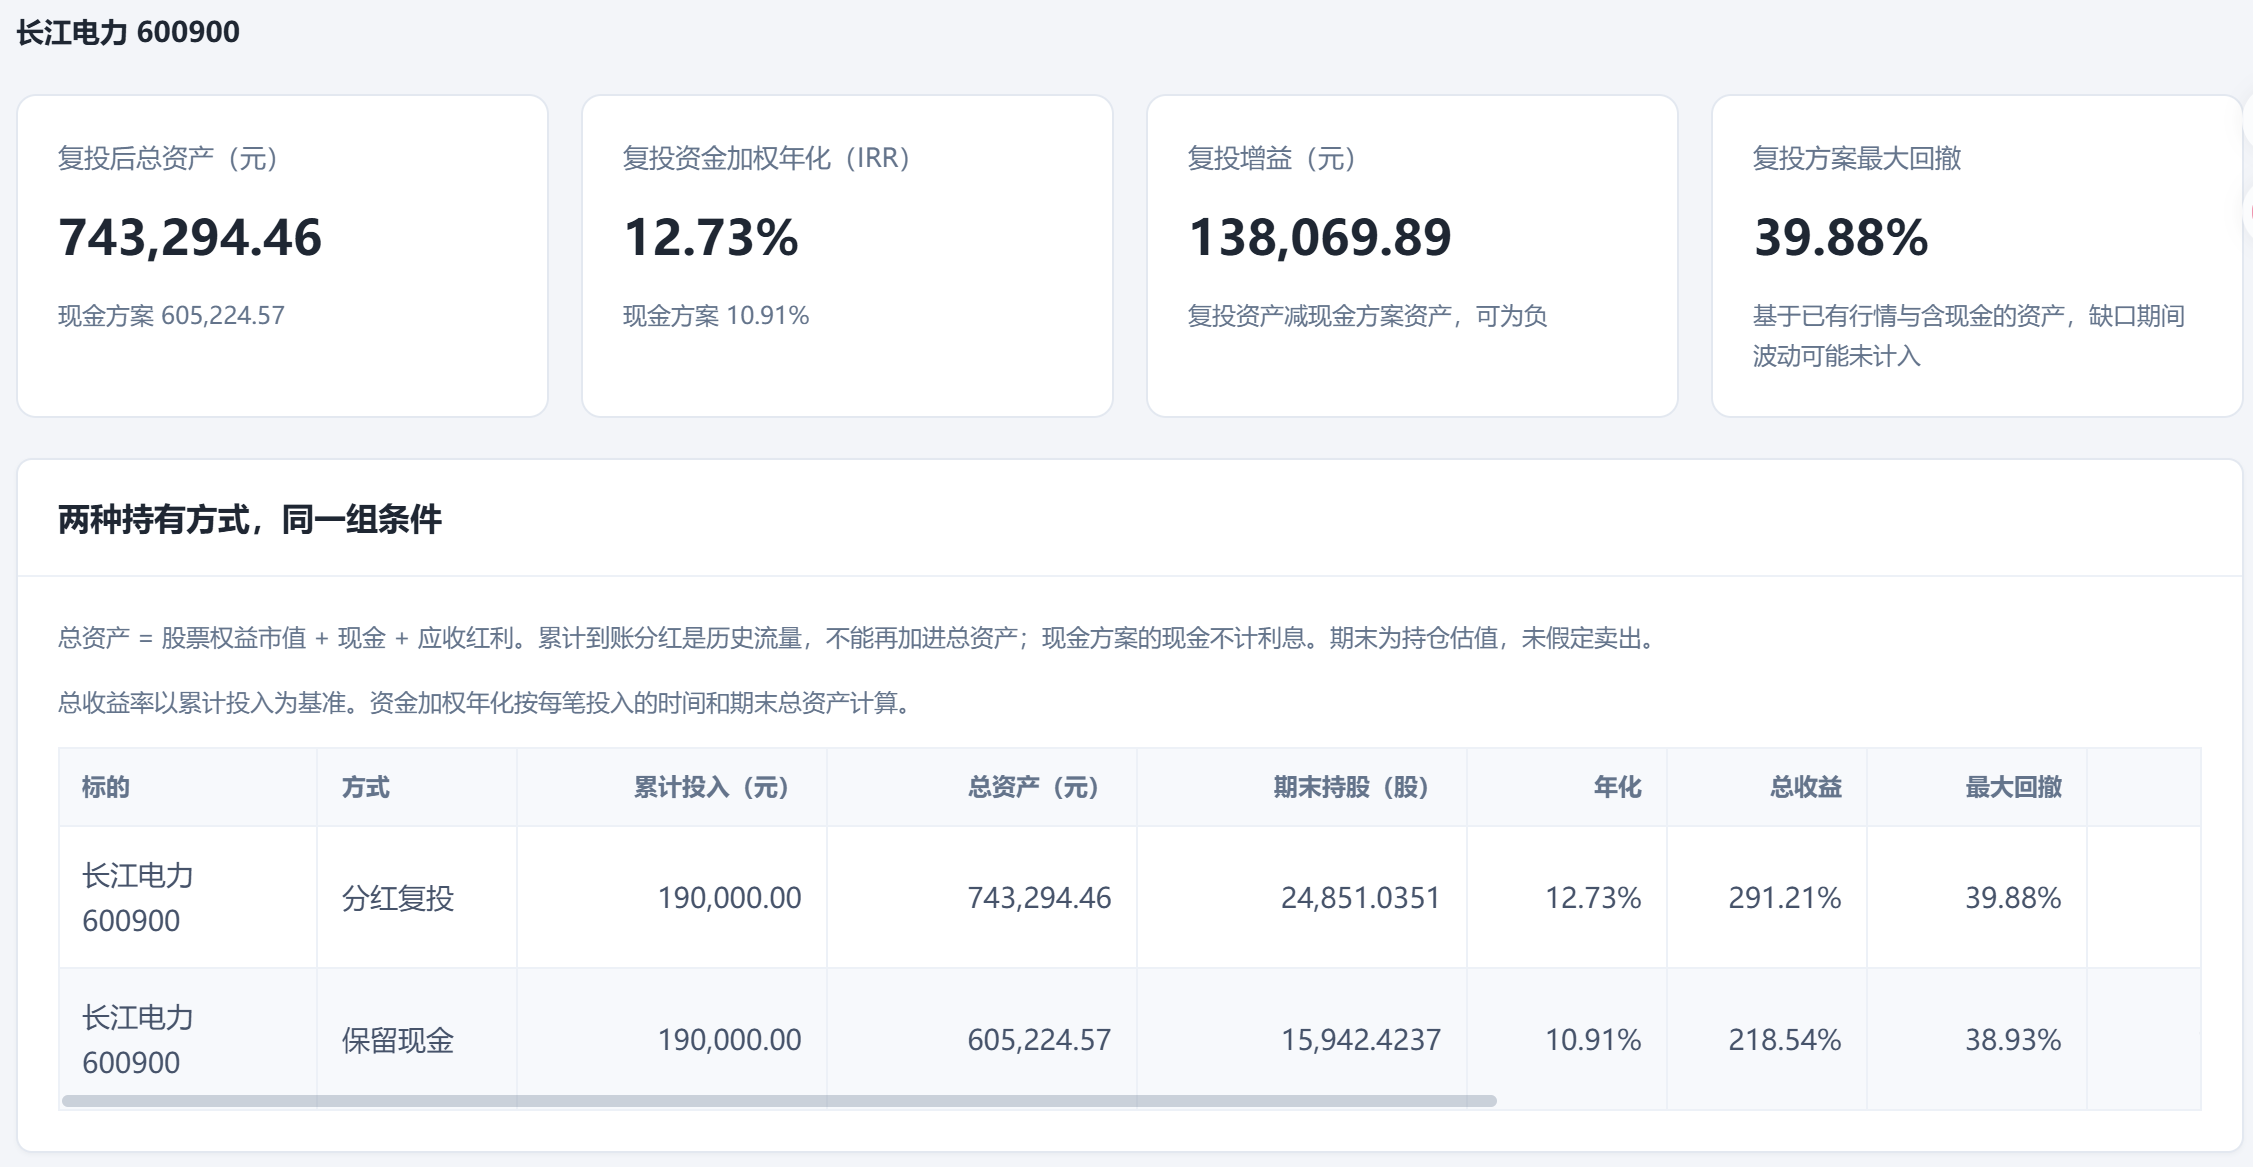 长江电力 600900
复投后总资产（元）
743,294.46
现金方案 605,224.57
复投资金加权年化（IRR）
12.73%
现金方案 10.91%
复投增益（元）
138,069.89
复投资产减现金方案资产，可为负
复投方案最大回撤
39.88%
基于已有行情与含现金的资产，缺口期间
波动可能未计入
两种持有方式，同一组条件
总资产 = 股票权益市值 + 现金 + 应收红利。累计到账分红是历史流量，不能再加进总资产；现金方案的现金不计利息。期末为持仓估值，未假定卖出。
总收益率以累计投入为基准。资金加权年化按每笔投入的时间和期末总资产计算。
标的 方式 累计投入（元） 总资产（元） 期末持股（股） 年化 总收益 最大回撤
长江电力
600900 分红复投 190,000.00 743,294.46 24,851.0351 12.73% 291.21% 39.88%
长江电力
600900 保留现金 190,000.00 605,224.57 15,942.4237 10.91% 218.54% 38.93%